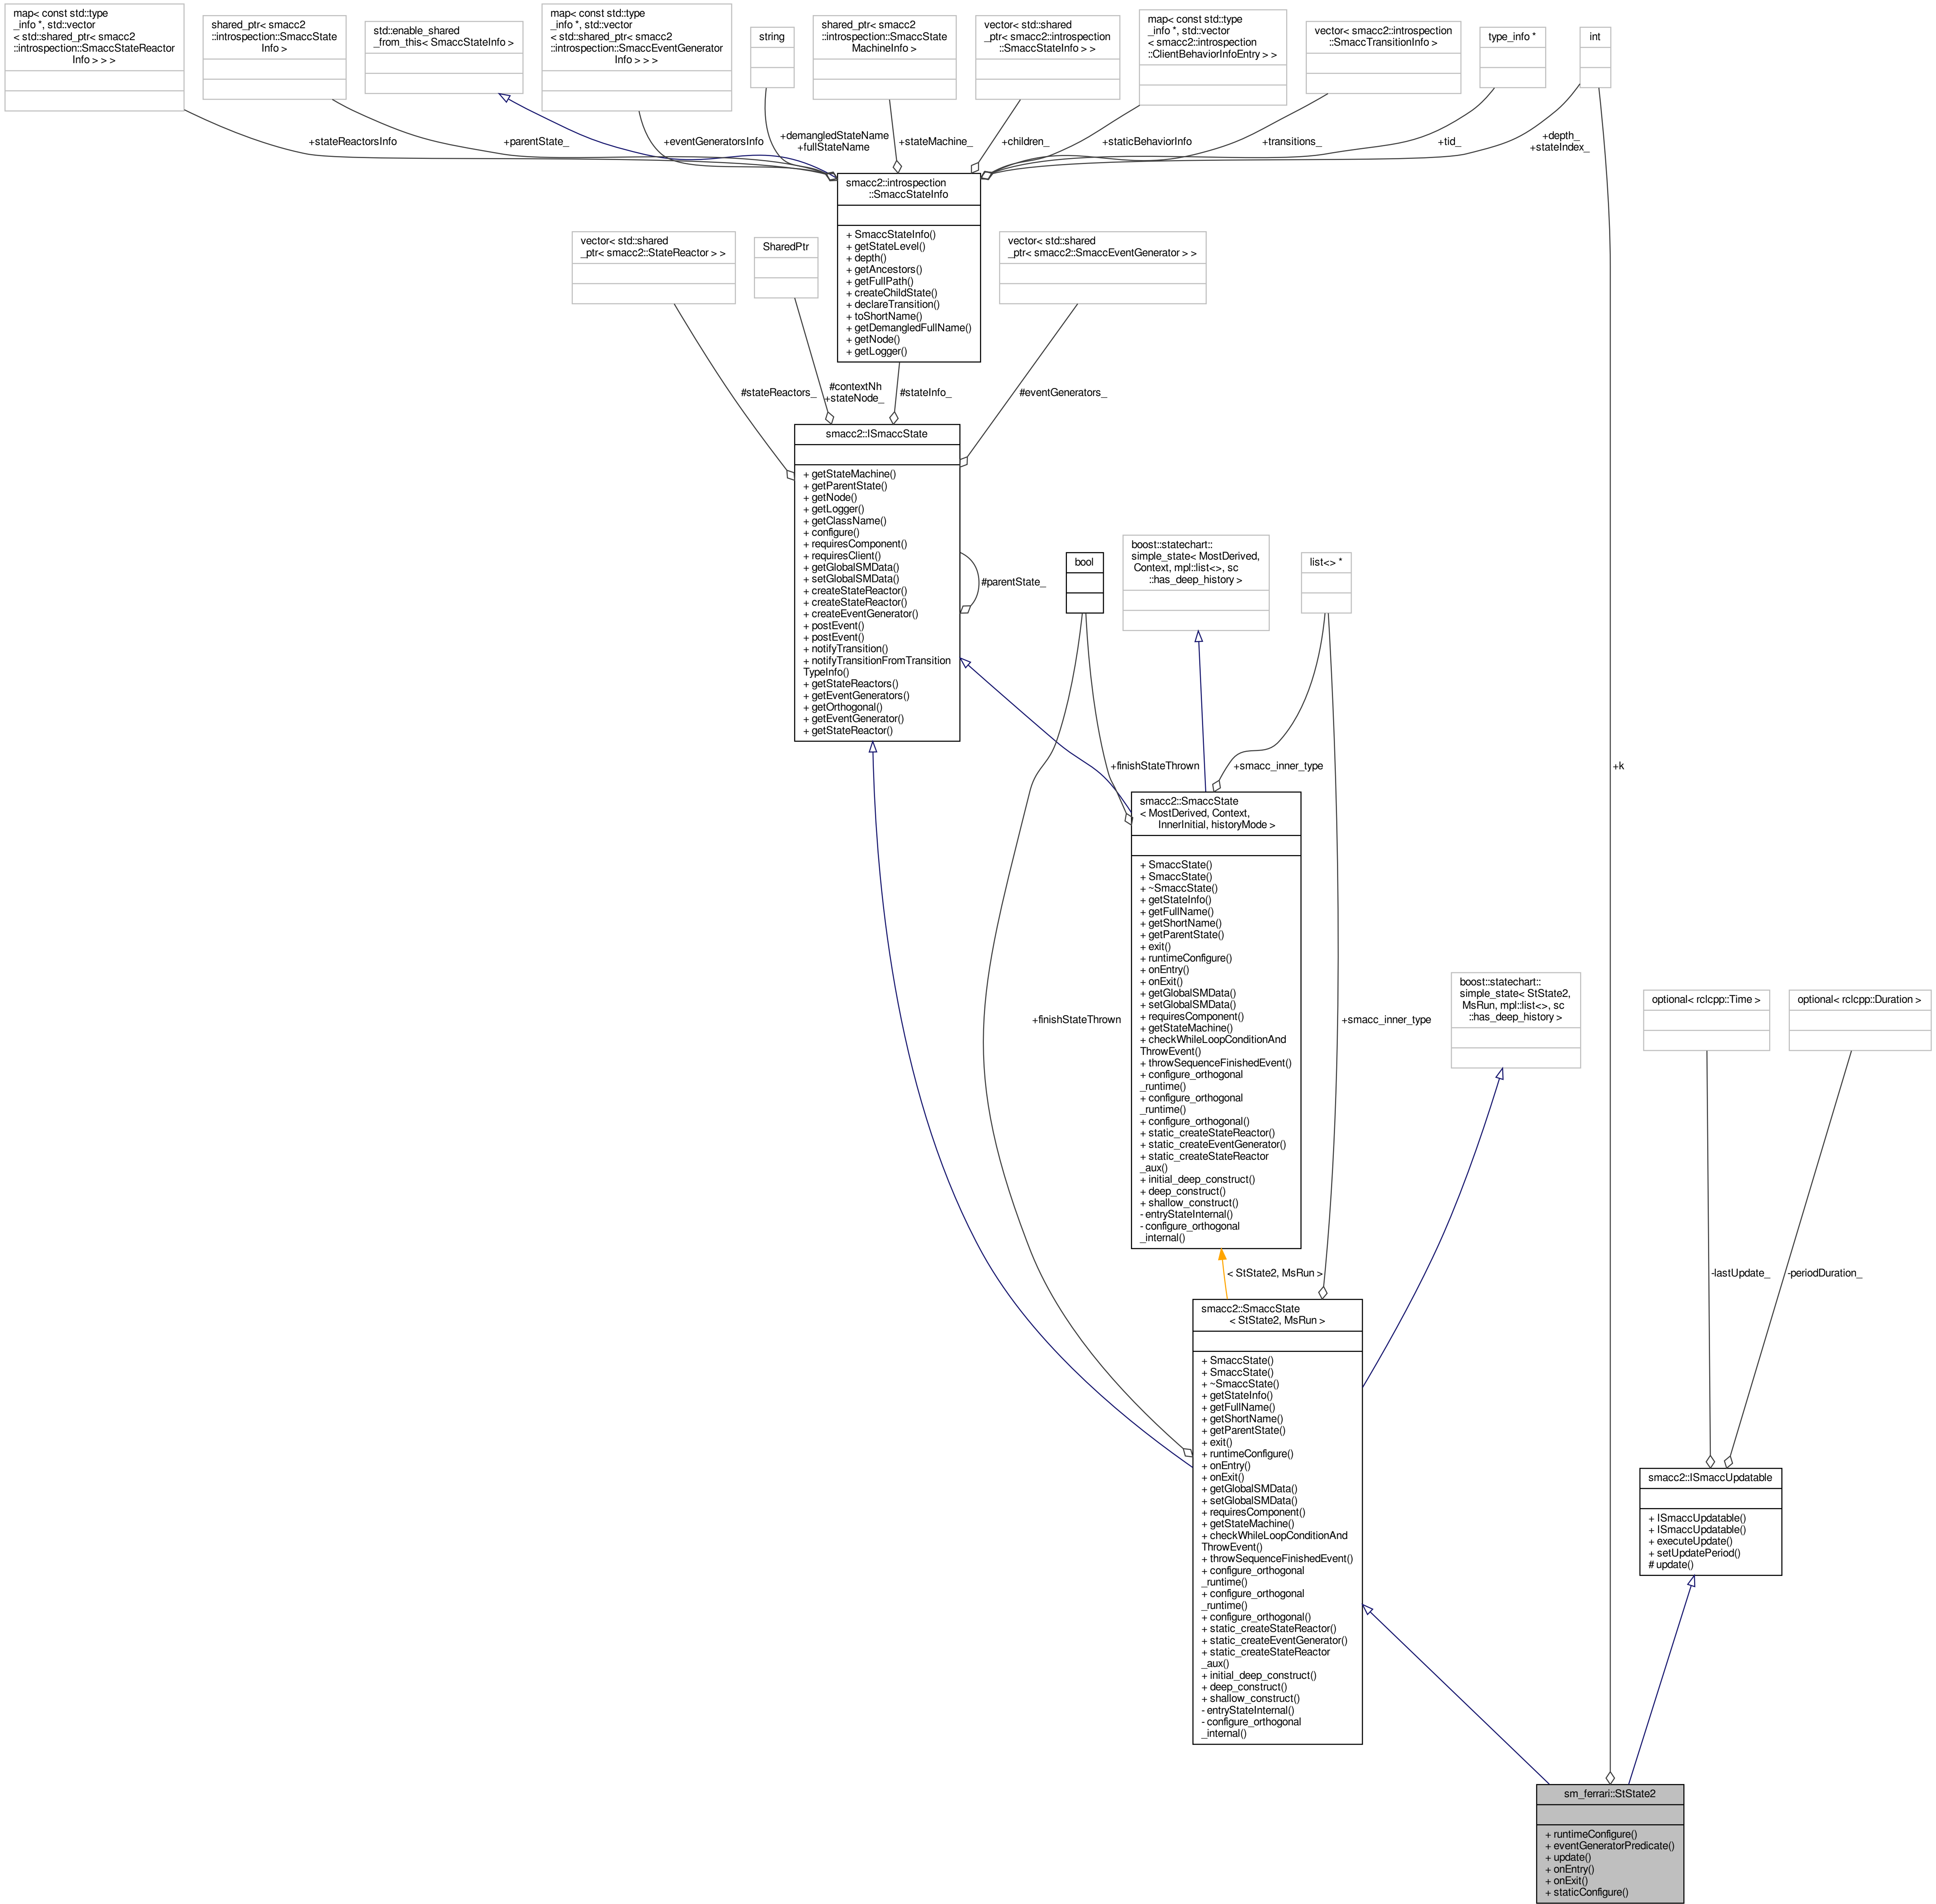 map< const std::type
_info *, std::vector
< std::shared_ptr< smacc2
::introspection::SmaccStateReactor
Info > > >
shared_ptr< smacc2
::introspection::SmaccState
Info >
std::enable_shared
_from_this< SmaccStateInfo >
map< const std::type
_info *, std::vector
< std::shared_ptr< smacc2
::introspection::SmaccEventGenerator
Info > > >
string
shared_ptr< smacc2
::introspection::SmaccState
MachineInfo >
vector< std::shared
_ptr< smacc2::introspection
::SmaccStateInfo > >
map< const std::type
_info *, std::vector
< smacc2::introspection
::ClientBehaviorInfoEntry > >
vector< smacc2::introspection
::SmaccTransitionInfo >
type_info *
int
+stateReactorsInfo
+parentState_
+eventGeneratorsInfo
+demangledStateName
+fullStateName
+stateMachine_
+children_
+staticBehaviorInfo
+transitions_
+tid_
+depth_
+stateIndex_
smacc2::introspection
::SmaccStateInfo
+ SmaccStateInfo()
+ getStateLevel()
+ depth()
+ getAncestors()
+ getFullPath()
+ createChildState()
+ declareTransition()
+ toShortName()
+ getDemangledFullName()
+ getNode()
+ getLogger()
vector< std::shared
_ptr< smacc2::StateReactor > >
SharedPtr
vector< std::shared
_ptr< smacc2::SmaccEventGenerator > >
#stateReactors_
#contextNh
+stateNode_
#stateInfo_
#eventGenerators_
smacc2::ISmaccState
+ getStateMachine()
+ getParentState()
+ getNode()
+ getLogger()
+ getClassName()
+ configure()
+ requiresComponent()
+ requiresClient()
+ getGlobalSMData()
+ setGlobalSMData()
+ createStateReactor()
+ createStateReactor()
+ createEventGenerator()
+ postEvent()
+ postEvent()
+ notifyTransition()
+ notifyTransitionFromTransition
TypeInfo()
+ getStateReactors()
+ getEventGenerators()
+ getOrthogonal()
+ getEventGenerator()
+ getStateReactor()
#parentState_
bool
boost::statechart::
simple_state< MostDerived,
Context, mpl::list<>, sc
::has_deep_history >
list<> *
+finishStateThrown
+smacc_inner_type
+k
smacc2::SmaccState
< MostDerived, Context,
InnerInitial, historyMode >
+ SmaccState()
+ SmaccState()
+ ~SmaccState()
+ getStateInfo()
+ getFullName()
+ getShortName()
+ getParentState()
+ exit()
+ runtimeConfigure()
+ onEntry()
+ onExit()
+ getGlobalSMData()
+ setGlobalSMData()
+ requiresComponent()
+ getStateMachine()
+ checkWhileLoopConditionAnd
ThrowEvent()
+ throwSequenceFinishedEvent()
+ configure_orthogonal
_runtime()
+ configure_orthogonal
_runtime()
+ configure_orthogonal()
+ static_createStateReactor()
+ static_createEventGenerator()
+ static_createStateReactor
_aux()
+ initial_deep_construct()
+ deep_construct()
+ shallow_construct()
- entryStateInternal()
- configure_orthogonal
_internal()
+finishStateThrown
+smacc_inner_type
boost::statechart::
simple_state< StState2,
MsRun, mpl::list<>, sc
::has_deep_history >
optional< rclcpp::Time >
optional< rclcpp::Duration >
< StState2, MsRun >
-lastUpdate_
-periodDuration_
smacc2::SmaccState
< StState2, MsRun >
+ SmaccState()
+ SmaccState()
+ ~SmaccState()
+ getStateInfo()
+ getFullName()
+ getShortName()
+ getParentState()
+ exit()
+ runtimeConfigure()
+ onEntry()
+ onExit()
+ getGlobalSMData()
+ setGlobalSMData()
+ requiresComponent()
+ getStateMachine()
+ checkWhileLoopConditionAnd
ThrowEvent()
+ throwSequenceFinishedEvent()
+ configure_orthogonal
_runtime()
+ configure_orthogonal
_runtime()
+ configure_orthogonal()
+ static_createStateReactor()
+ static_createEventGenerator()
+ static_createStateReactor
_aux()
+ initial_deep_construct()
+ deep_construct()
+ shallow_construct()
- entryStateInternal()
- configure_orthogonal
_internal()
smacc2::ISmaccUpdatable
+ ISmaccUpdatable()
+ ISmaccUpdatable()
+ executeUpdate()
+ setUpdatePeriod()
# update()
sm_ferrari::StState2
+ runtimeConfigure()
+ eventGeneratorPredicate()
+ update()
+ onEntry()
+ onExit()
+ staticConfigure()